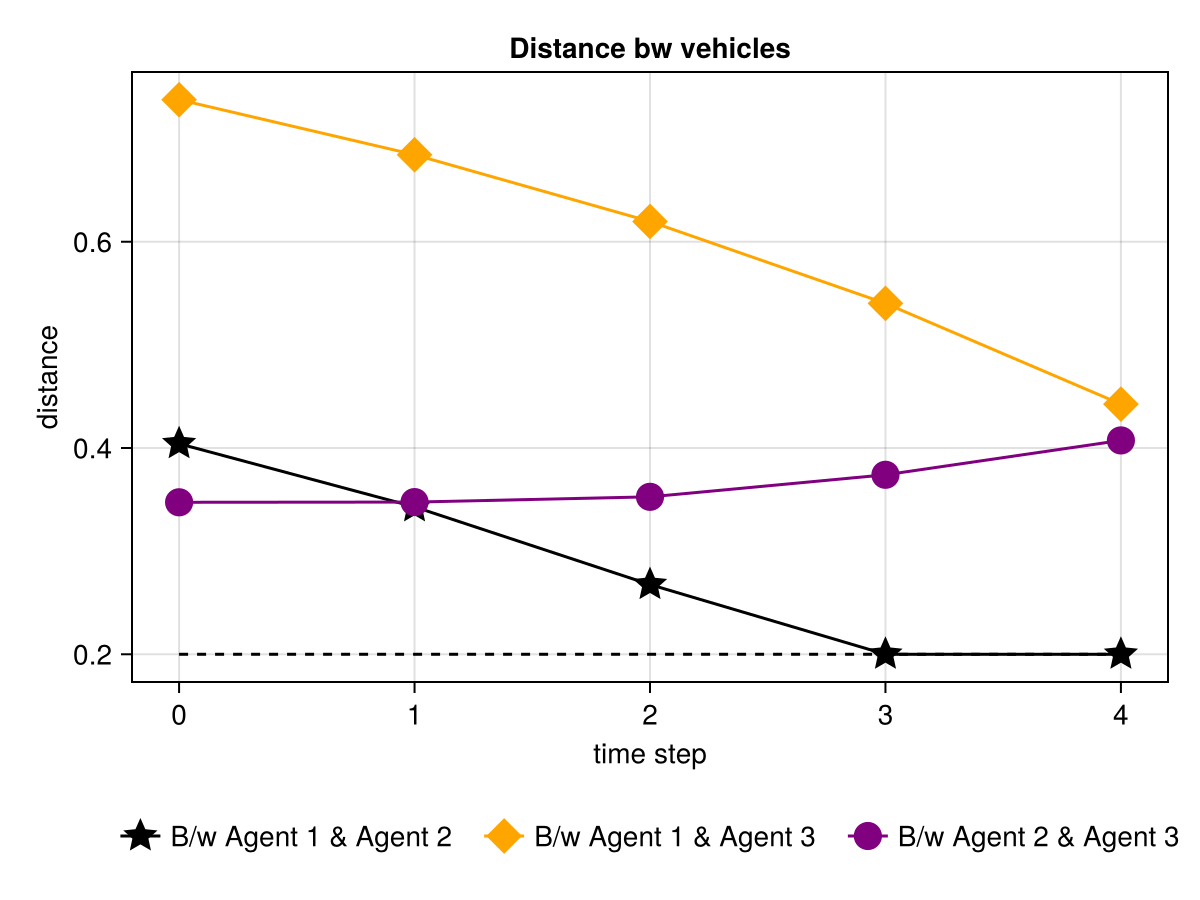 Distance bw vehicles
distance
0.6
0.4
0.2
0 1 2 3 4
time step
B/w Agent 1 & Agent 2 B/w Agent 1 & Agent 3 B/w Agent 2 & Agent 3